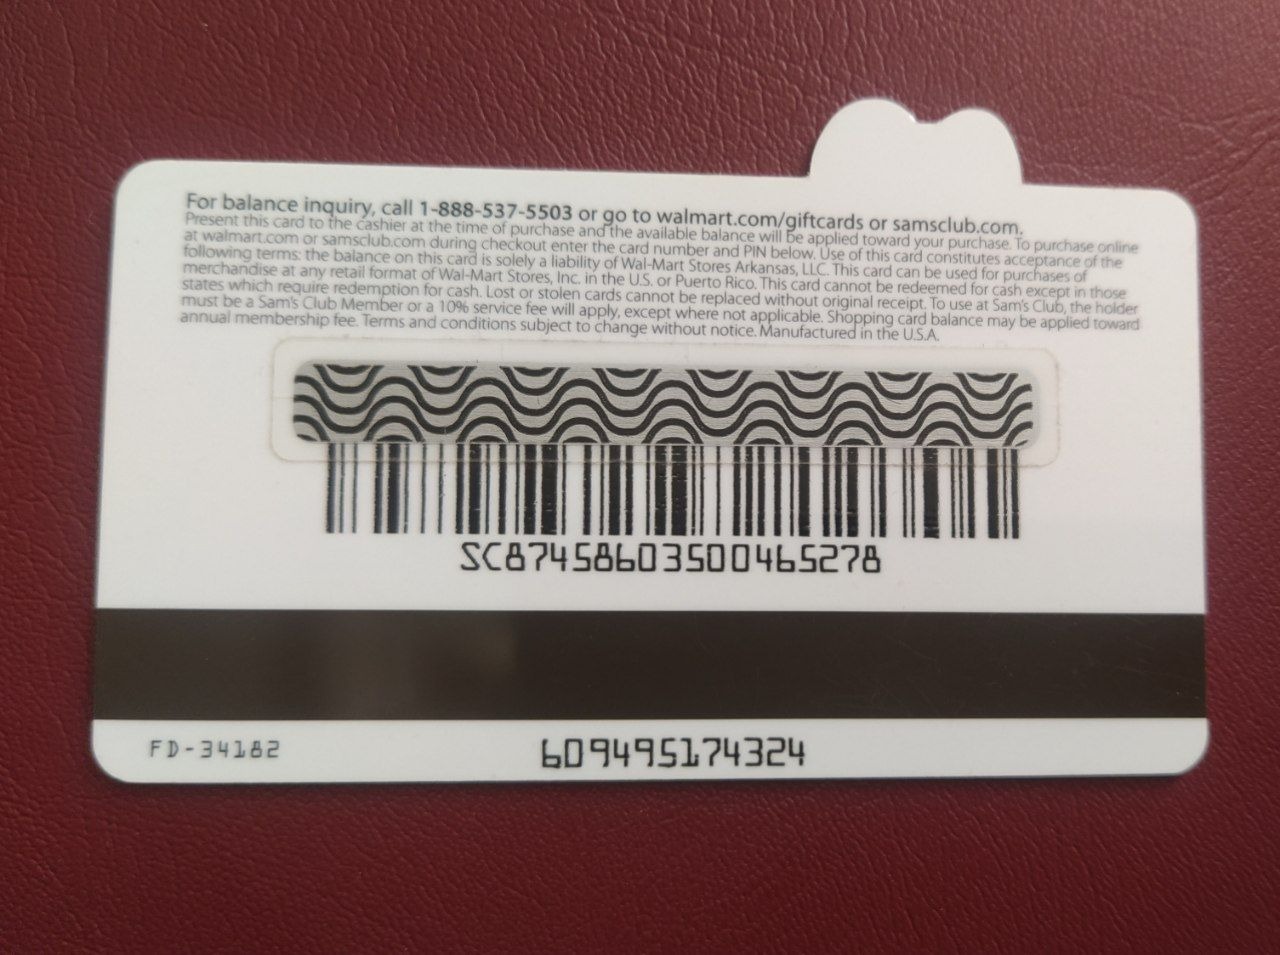 For balance inquiry, call 1-888-537-5503 or go to walmart.com/giftcards or samsclub.com.
Present this card to the cashier at the time of purchase and the available balance will be applied toward your purchase. To purchase online
at walmart.com or samsclub.com during checkout enter the card number and PIN below. Use of this card constitutes acceptance of the
following terms: the balance on this card is solely a liability of Wal-Mart Stores Arkansas, LLC. This card can be used for purchases of
merchandise at any retail format of Wal-Mart Stores, Inc. in the U.S. or Puerto Rico. This card cannot be redeemed for cash except in those
states which require redemption for cash. Lost or stolen cards cannot be replaced without original receipt. To use at Sam's Club, the holder
must be a Sam's Club Member or a 10% service fee will apply, except where not applicable. Shopping card balance may be applied toward
annual membership fee. Terms and conditions subject to change without notice. Manufactured in the U.S.A.
SC87458603500465278
FD-34182
609495174324